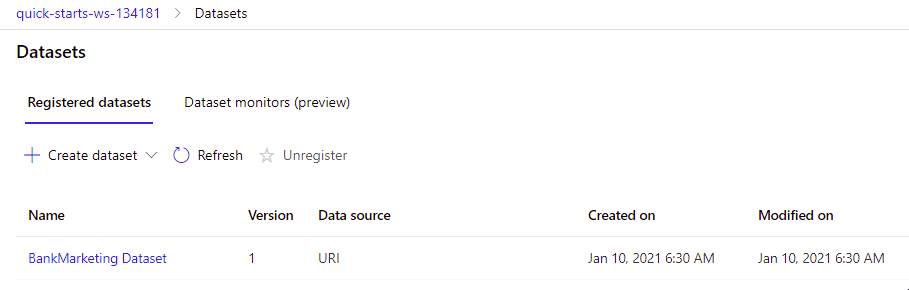 quick-starts-ws-134181 > Datasets
Datasets
Registered datasets Dataset monitors (preview)
Create dataset Refresh Unregister
Name Version Data source Created on Modified on
BankMarketing Dataset 1 URI Jan 10, 2021 6:30 AM Jan 10, 2021 6:30 AM